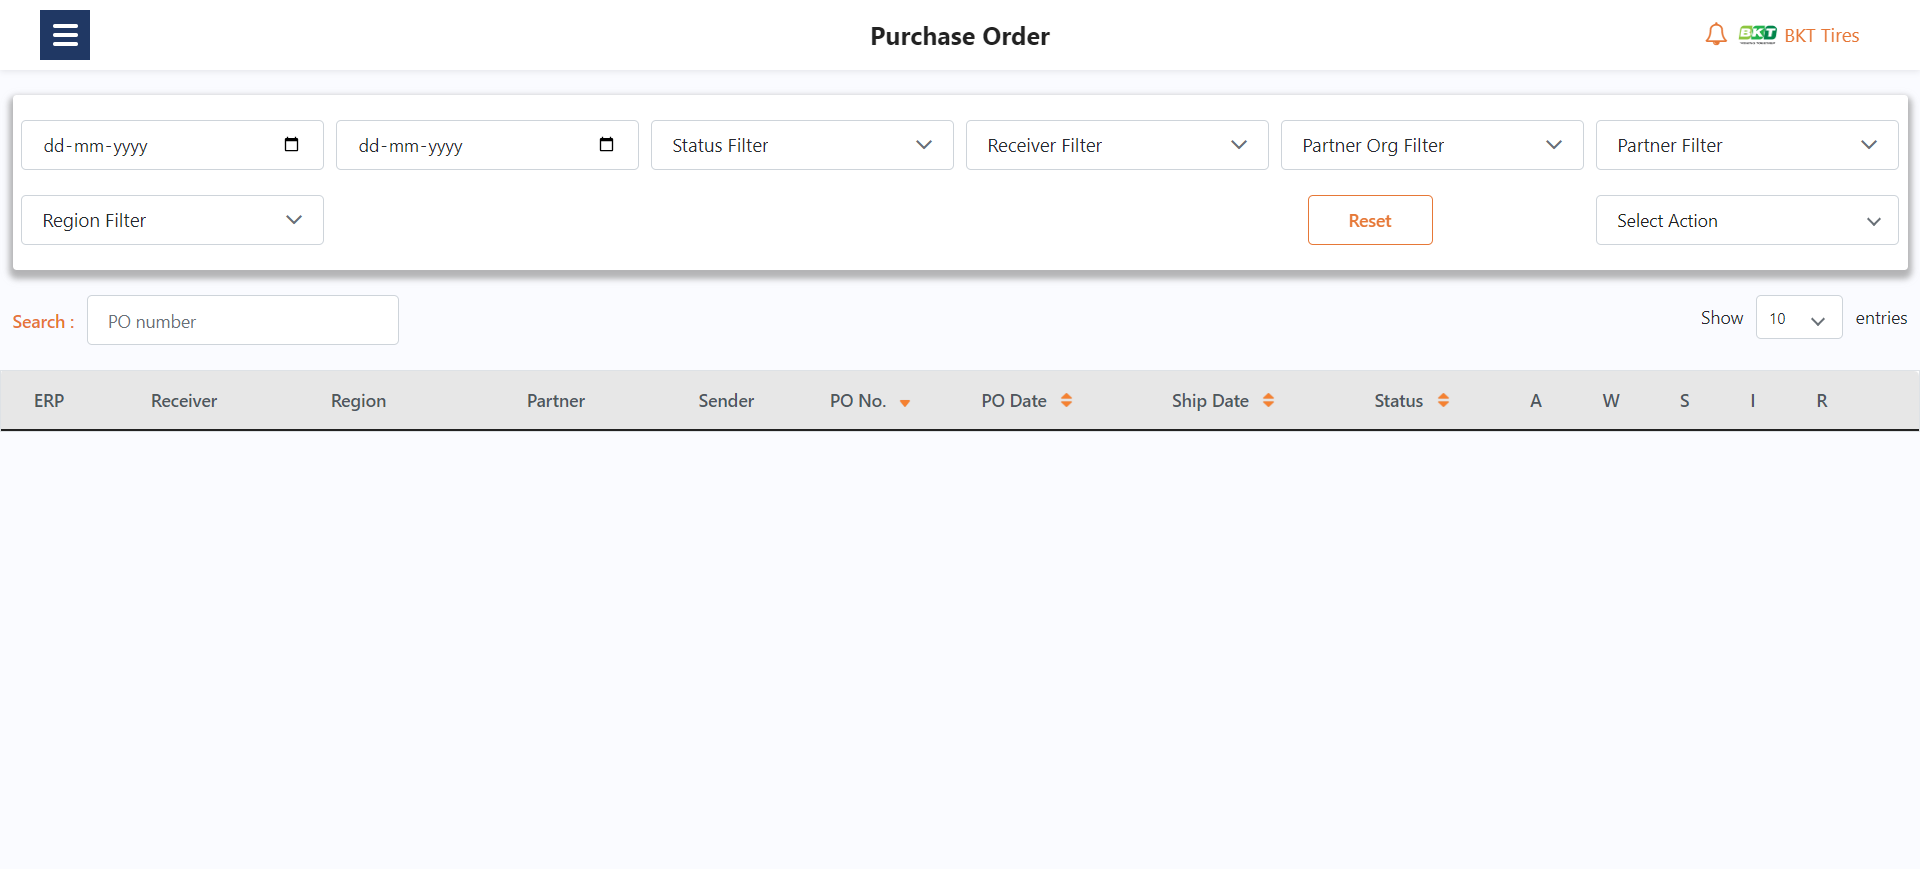 Purchase Order
BKT
BKT Tires
dd-mm-yyyy
dd-mm-yyyy
Status Filter
Receiver Filter
Partner Org Filter
Partner Filter
Region Filter
Reset
Select Action
Search :
PO number
Show 10 entries
ERP Receiver Region Partner Sender PO No. PO Date Ship Date Status A W S I R